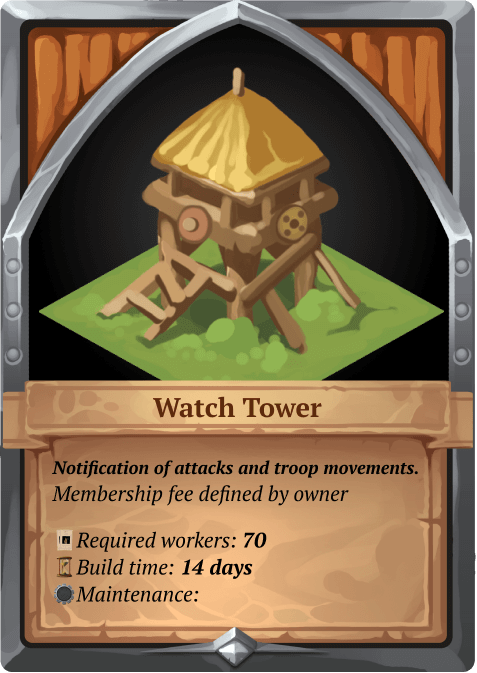 Watch Tower
Notification of attacks and troop movements.
Membership fee defined by owner
Required workers: 70
Build time: 14 days
Maintenance: